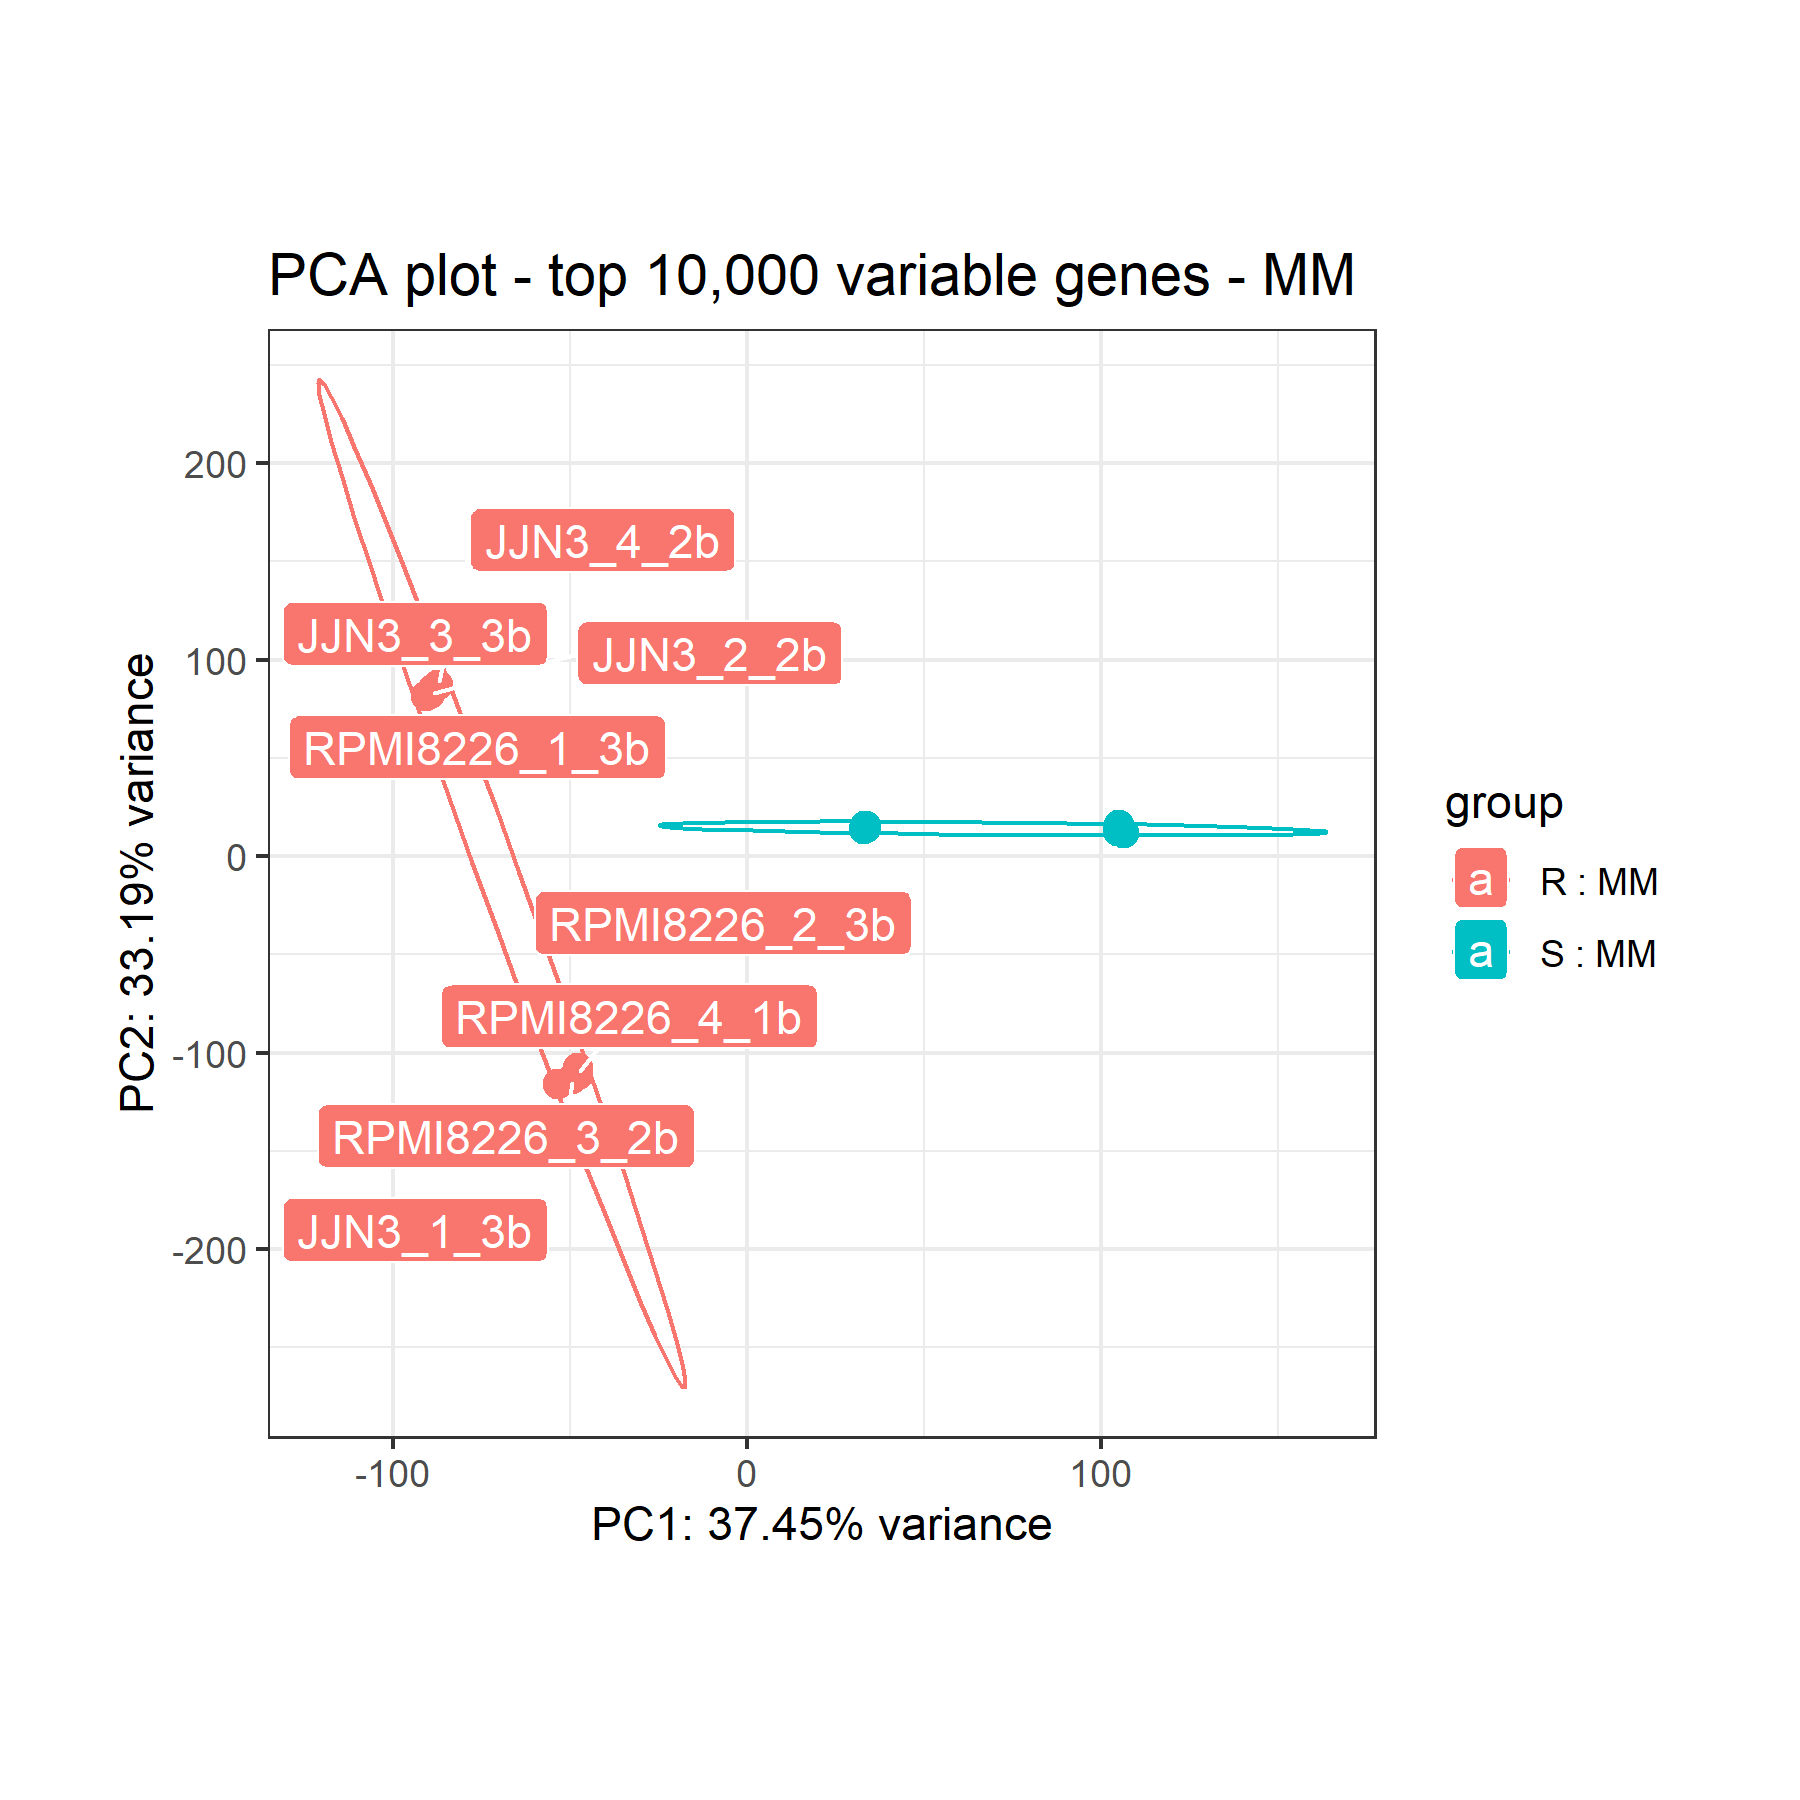 PCA plot - top 10,000 variable genes - MM
PC2: 33.19% variance
200
100
0
-100
-200
JJN3_4_2b
JJN3_3_3b
JJN3_2_2b
RPMI8226_1_3b
RPMI8226_2_3b
RPMI8226_4_1b
RPMI8226_3_2b
JJN3_1_3b
-100
0
100
PC1: 37.45% variance
group
a R : MM
a S : MM